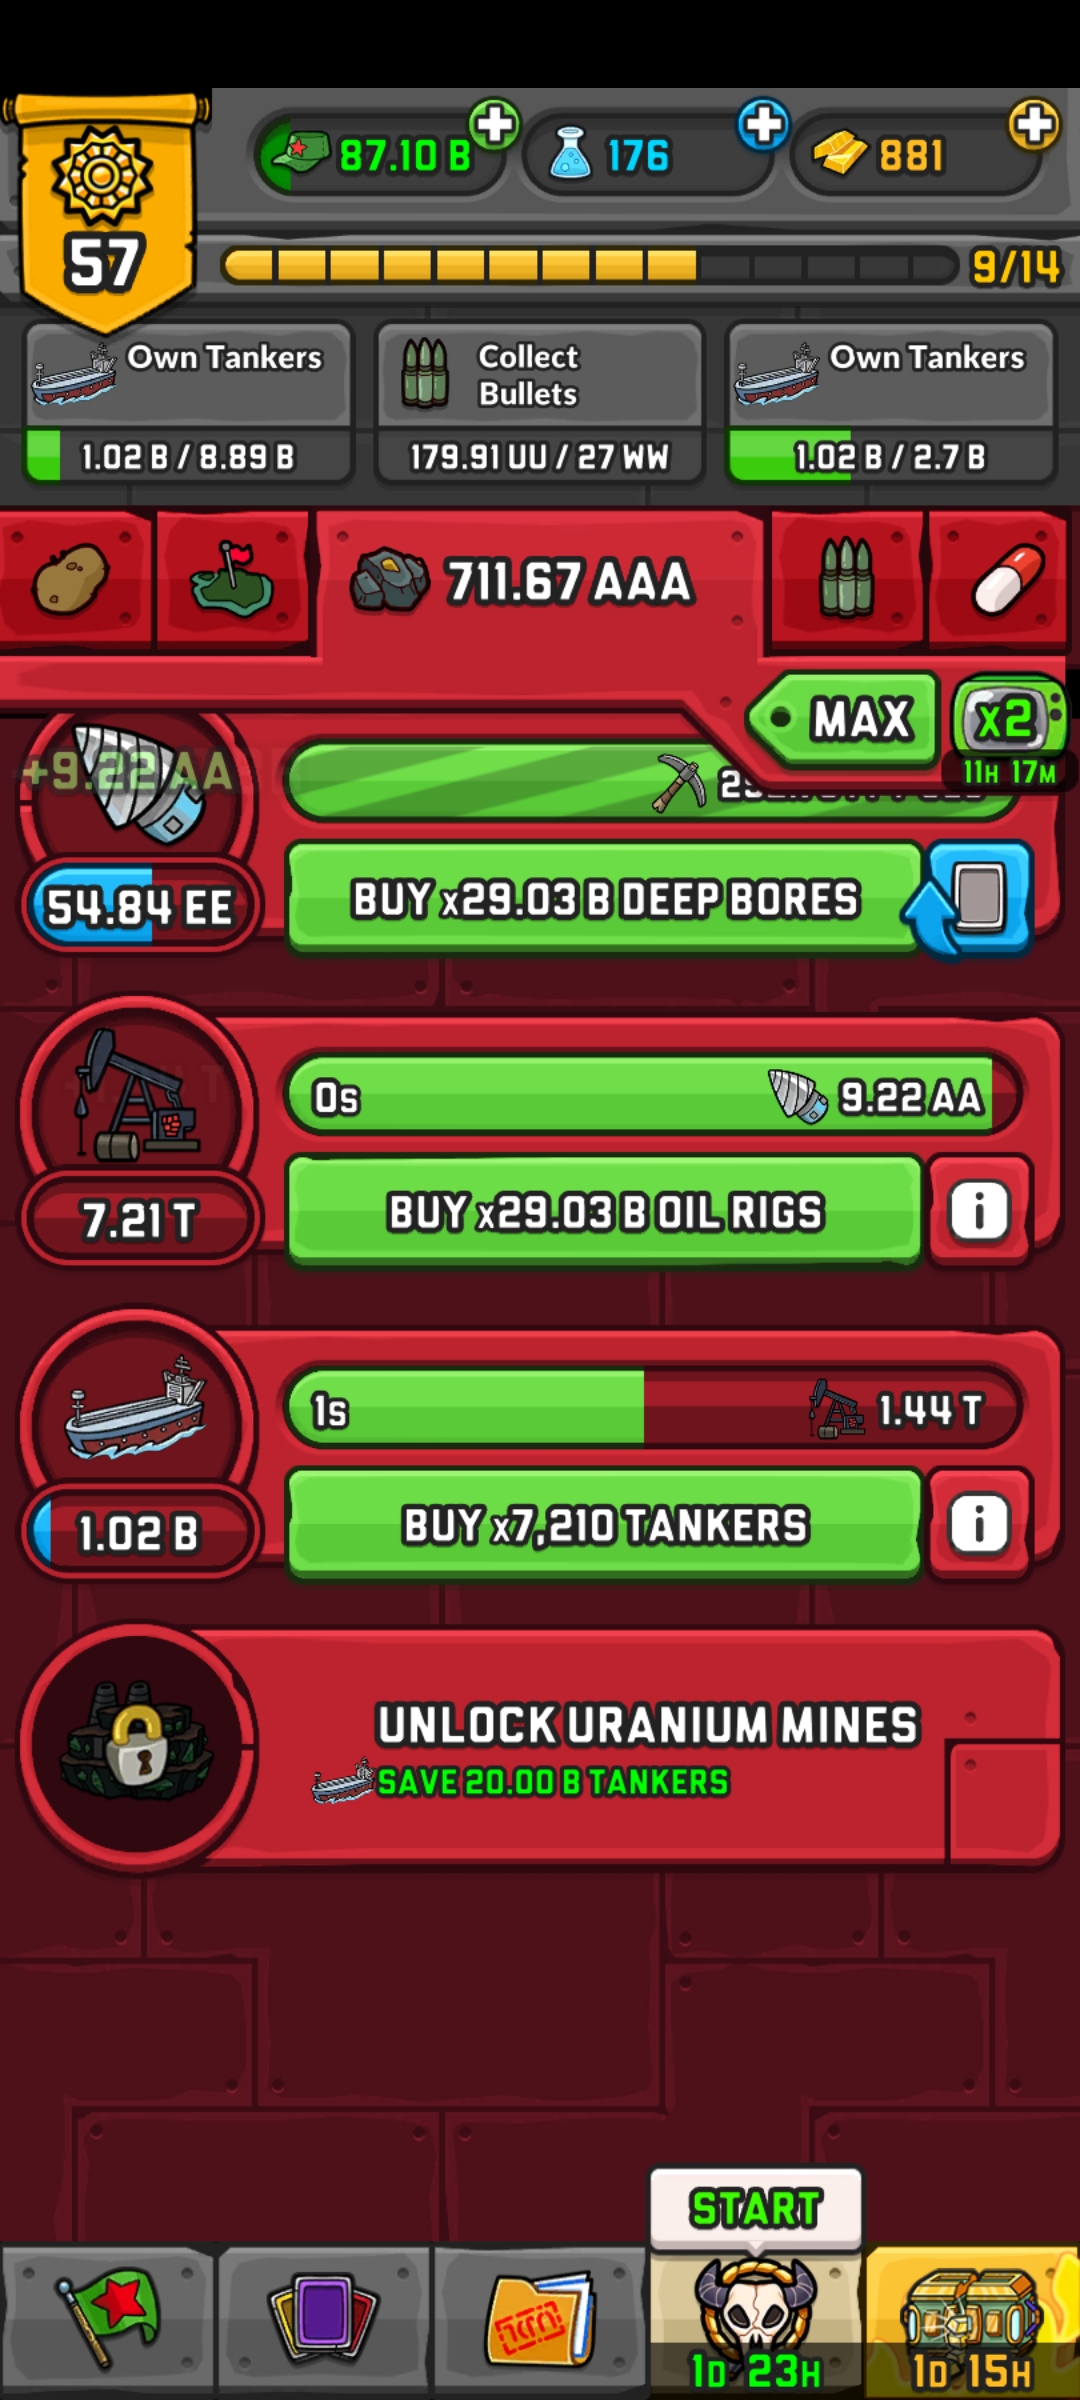 87.10 B
176
881
57
9/14
Own Tankers
1.02 B / 8.89 B
Collect
Bullets
179.91 UU / 27 WW
Own Tankers
1.02 B / 2.7 B
711.67 AAA
MAX
x2
11H 17M
+9.22 AA
54.84 EE
BUY x29.03 B DEEP BORES
0s
9.22 AA
7.21 T
BUY x29.03 B OIL RIGS
i
1s
1.44 T
1.02 B
BUY x7,210 TANKERS
i
UNLOCK URANIUM MINES
SAVE 20.00 B TANKERS
START
1D 23H
1D 15H